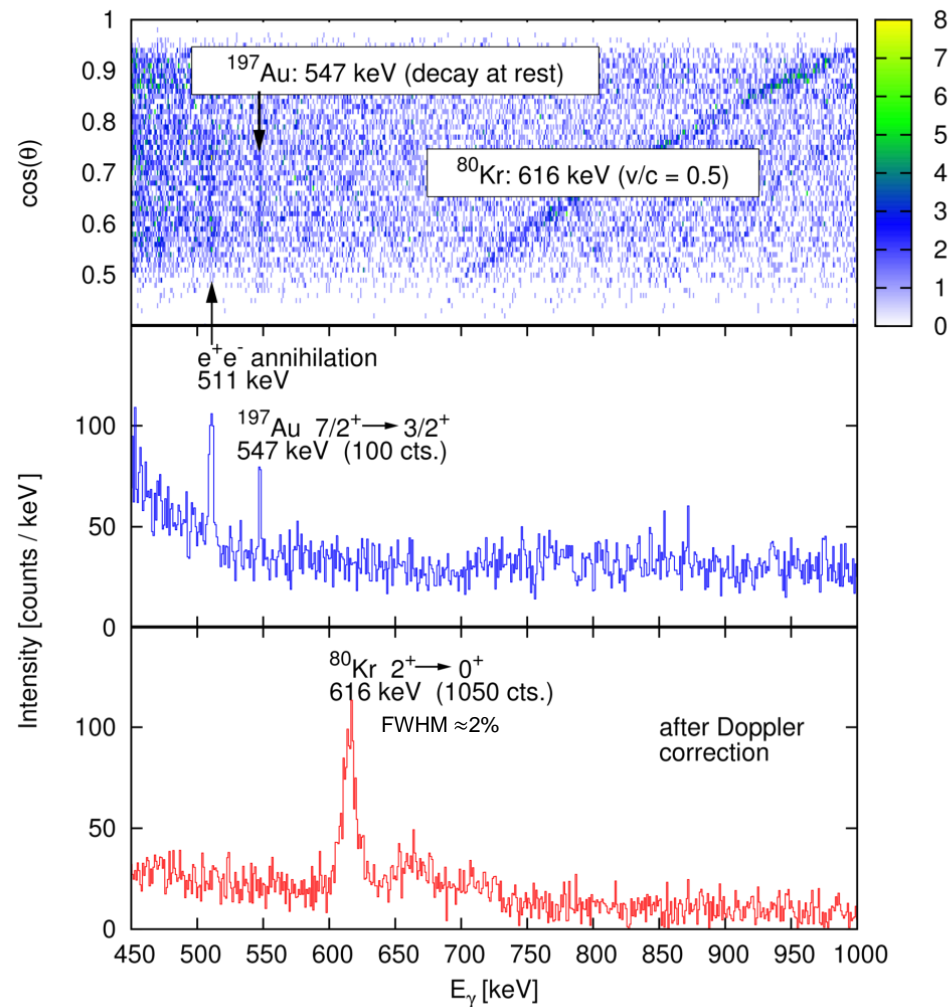 1
0.9
0.8
0.7
0.6
0.5
cos(θ)
¹⁹⁷Au: 547 keV (decay at rest)
⁸⁰Kr: 616 keV (v/c = 0.5)
8
7
6
5
4
3
2
1
0
e⁺e⁻ annihilation
511 keV
¹⁹⁷Au 7/2⁺ → 3/2⁺
547 keV (100 cts.)
100
50
0
Intensity [counts / keV]
⁸⁰Kr 2⁺ → 0⁺
616 keV (1050 cts.)
FWHM ≈2%
after Doppler
correction
100
50
0
450 500 550 600 650 700 750 800 850 900 950 1000
E_γ [keV]